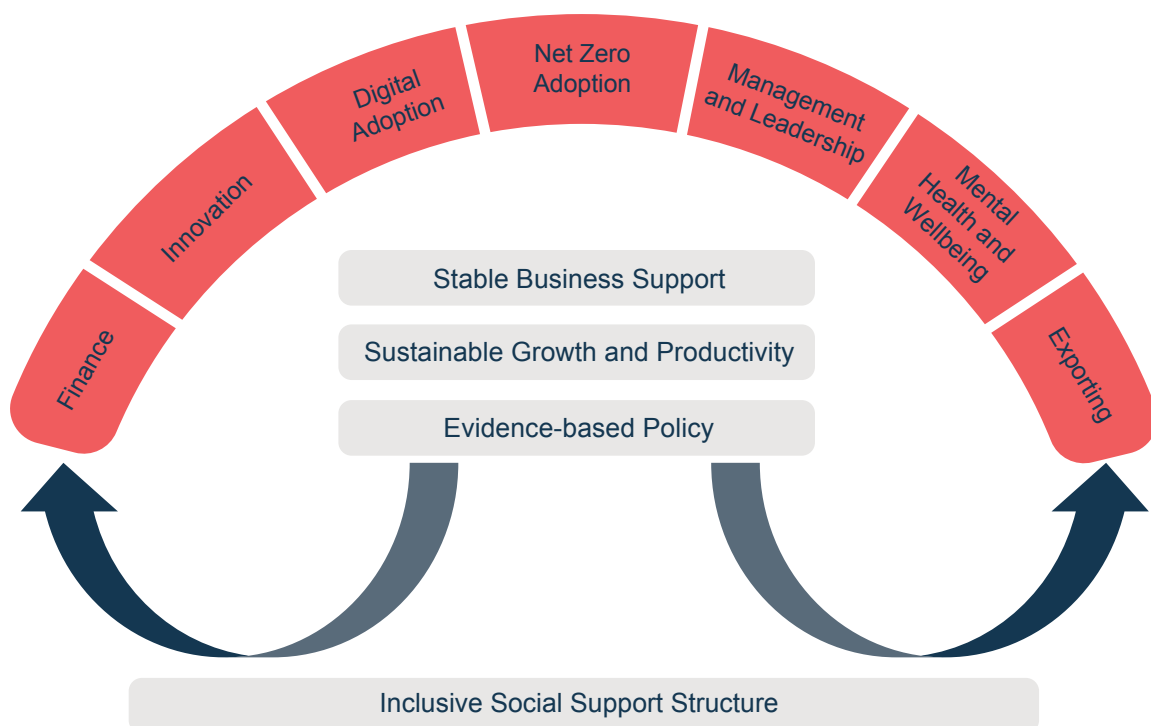 Finance
Innovation
Digital
Adoption
Net Zero
Adoption
Management
and Leadership
Mental
Health and
Wellbeing
Exporting
Stable Business Support
Sustainable Growth and Productivity
Evidence-based Policy
Inclusive Social Support Structure